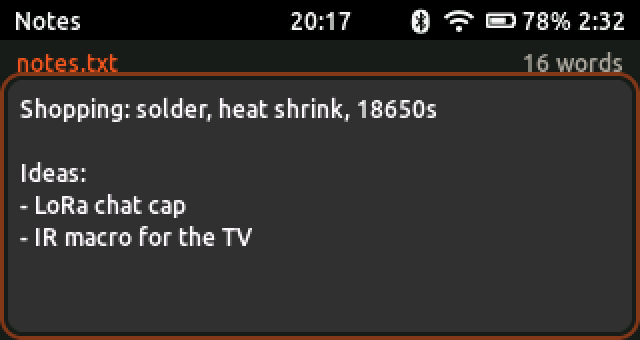 Notes 20:17 78% 2:32
notes.txt 16 words
Shopping: solder, heat shrink, 18650s

Ideas:
- LoRa chat cap
- IR macro for the TV